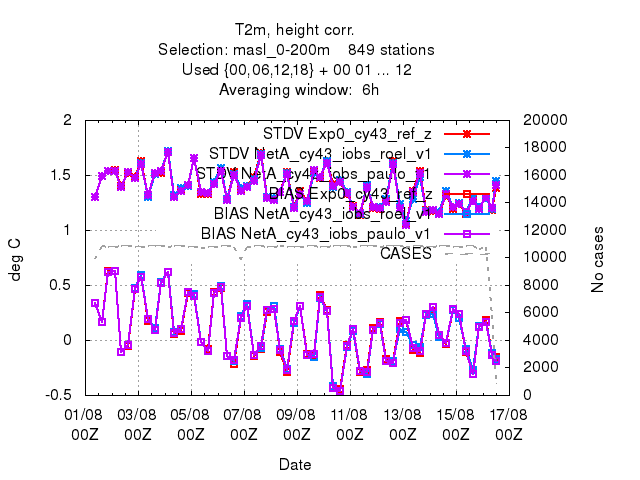 T2m, height corr.
Selection: masl_0-200m 849 stations
Used {00,06,12,18} + 00 01 ... 12
Averaging window: 6h
STDV Exp0_cy43_ref_z
STDV NetA_cy43_iobs_roel_v1
STDV NetA_cy43_iobs_paulo_v1
BIAS Exp0_cy43_ref_z
BIAS NetA_cy43_iobs_roel_v1
BIAS NetA_cy43_iobs_paulo_v1
CASES
deg C
2
1.5
1
0.5
0
-0.5
No cases
20000
18000
16000
14000
12000
10000
8000
6000
4000
2000
0
01/08 03/08 05/08 07/08 09/08 11/08 13/08 15/08 17/08
00Z 00Z 00Z 00Z 00Z 00Z 00Z 00Z 00Z
Date